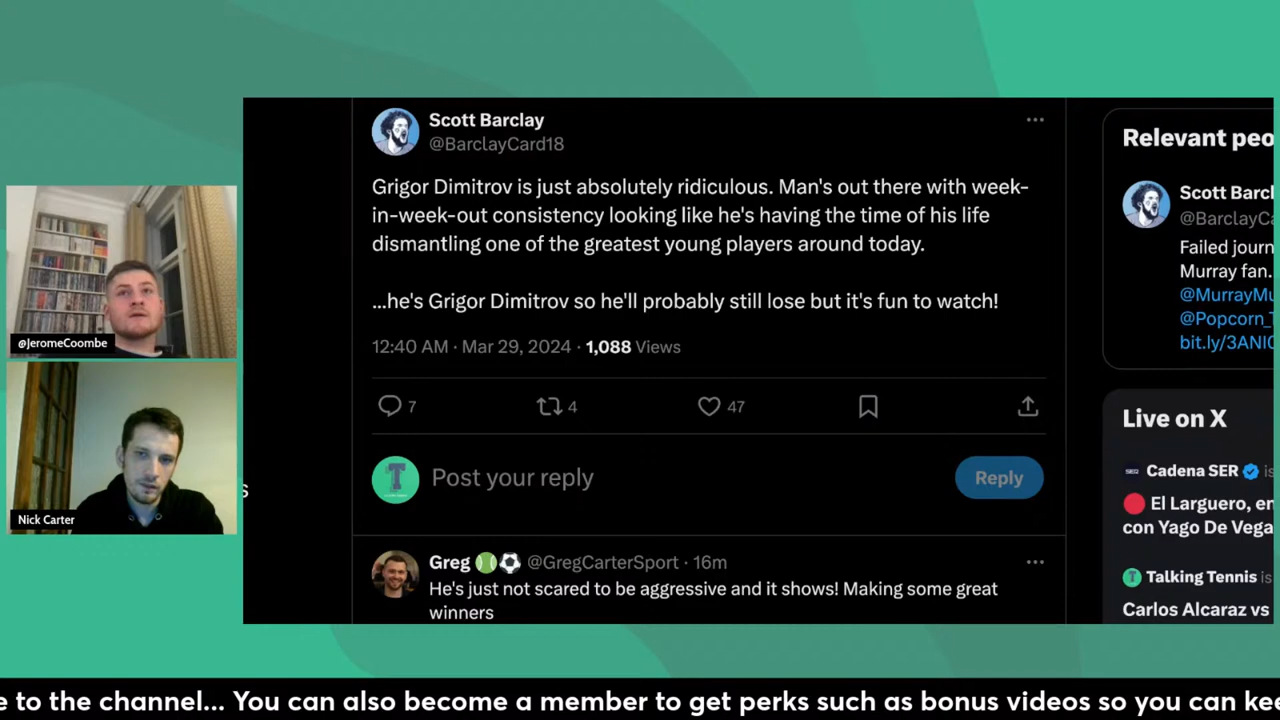 Scott Barclay
@BarclayCard18
Grigor Dimitrov is just absolutely ridiculous. Man's out there with week-
in-week-out consistency looking like he's having the time of his life
dismantling one of the greatest young players around today.
...he's Grigor Dimitrov so he'll probably still lose but it's fun to watch!
12:40 AM · Mar 29, 2024 · 1,088 Views
7
4
47
Post your reply
Reply
Greg
@GregCarterSport · 16m
He's just not scared to be aggressive and it shows! Making some great
winners
Relevant peo
Scott Barcl
@BarclayCa
Failed journ
Murray fan.
@MurrayMu
@Popcorn_T
bit.ly/3ANIC
Live on X
Cadena SER is
El Larguero, en
con Yago De Vega
Talking Tennis is
Carlos Alcaraz vs
@JeromeCoombe
Nick Carter
s
e to the channel... You can also become a member to get perks such as bonus videos so you can kee